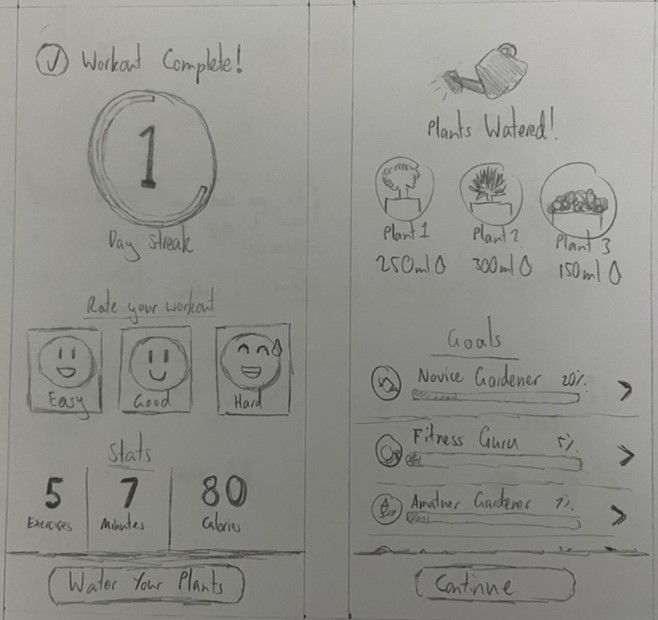 Workout Complete!
1
Day Streak
Rate your workout
Easy
Good
Hard
Stats
5
Exercises
7
Minutes
80
Calories
Water Your Plants
Plants Watered!
Plant 1
250ml
Plant 2
300ml
Plant 3
150ml
Goals
Novice Gardener 20%
Fitness Guru 5%
Amatuer Gardener 7%
Continue